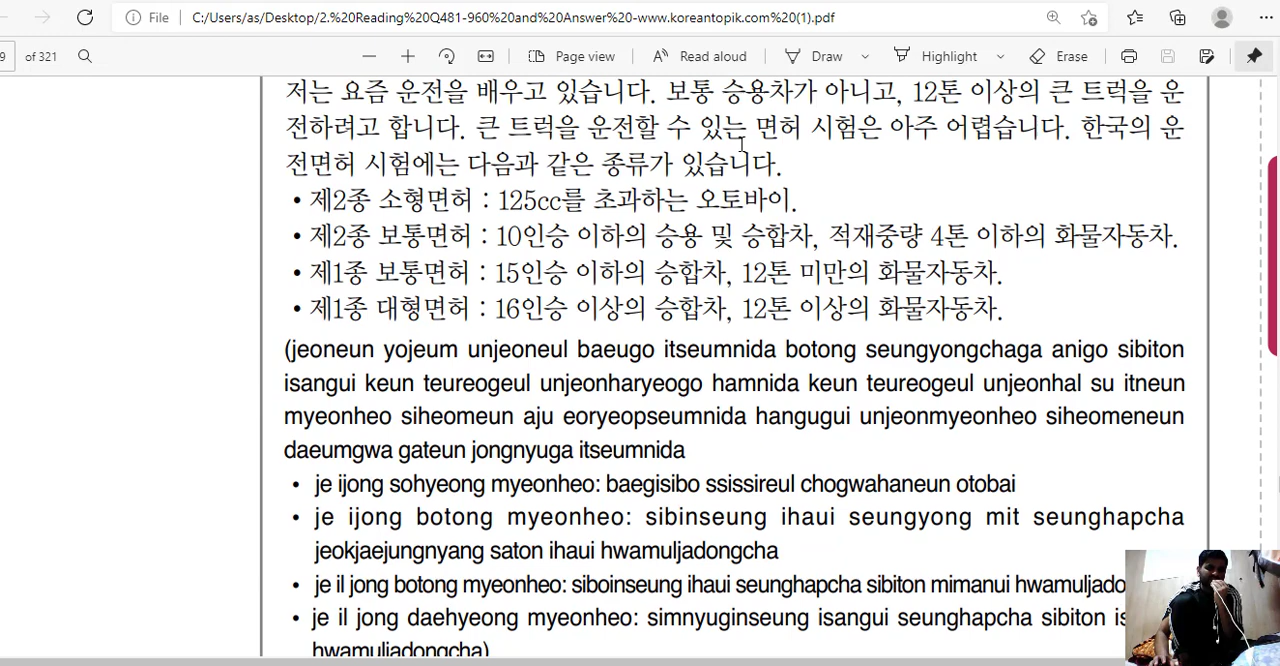 File
C:/Users/as/Desktop/2.%20Reading%20Q481-960%20and%20Answer%20-www.koreantopik.com%20(1).pdf
9 of 321
Page view
Read aloud
Draw
Highlight
Erase
저는 요즘 운전을 배우고 있습니다. 보통 승용차가 아니고, 12톤 이상의 큰 트럭을 운
전하려고 합니다. 큰 트럭을 운전할 수 있는 면허 시험은 아주 어렵습니다. 한국의 운
전면허 시험에는 다음과 같은 종류가 있습니다.
• 제2종 소형면허 : 125cc를 초과하는 오토바이.
• 제2종 보통면허 : 10인승 이하의 승용 및 승합차, 적재중량 4톤 이하의 화물자동차.
• 제1종 보통면허 : 15인승 이하의 승합차, 12톤 미만의 화물자동차.
• 제1종 대형면허 : 16인승 이상의 승합차, 12톤 이상의 화물자동차.
(jeoneun yojeum unjeoneul baeugo itseumnida botong seungyongchaga anigo sibiton
isangui keun teureogeul unjeonharyeogo hamnida keun teureogeul unjeonhal su itneun
myeonheo siheomeun aju eoryeopseumnida hangugui unjeonmyeonheo siheomeneun
daeumgwa gateun jongnyuga itseumnida
• je ijong sohyeong myeonheo: baegisibo ssissireul chogwahaneun otobai
• je ijong botong myeonheo: sibinseung ihaui seungyong mit seunghapcha
jeokjaejungnyang saton ihaui hwamuljadongcha
• je il jong botong myeonheo: siboinseung ihaui seunghapcha sibiton mimanui hwamuljado
• je il jong daehyeong myeonheo: simnyuginseung isangui seunghapcha sibiton is
hwamuljadongcha)